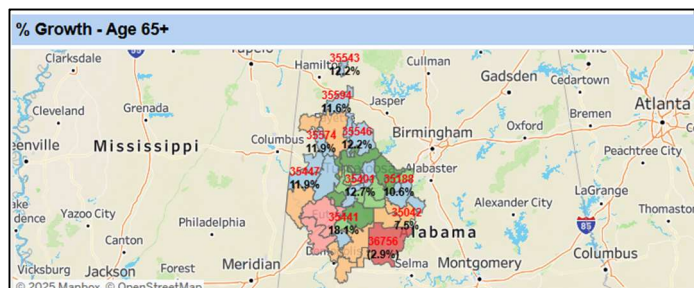 % Growth - Age 65+
Clarksdale
Tupelo
Hamilton
35543
12.2%
Cullman
Rome
Gadsden
Cedartown
35594
11.6%
Jasper
Cleveland
Grenada
Atlanta
Bremen
Oxford
Columbus
35574
11.9%
35546
12.2%
Birmingham
Mississippi
Peachtree City
35447
11.9%
35491
12.7%
35188
10.6%
Alabaster
LaGrange
Alexander City
Yazoo City
Philadelphia
35441
18.1%
35042
7.5%
Thomaston
85
Alabama
Canton
36756
(2.9%)
Vicksburg
Jackson
Forest
Meridian
Selma
Montgomery
Columbus
© 2025 Mapbox © OpenStreetMap